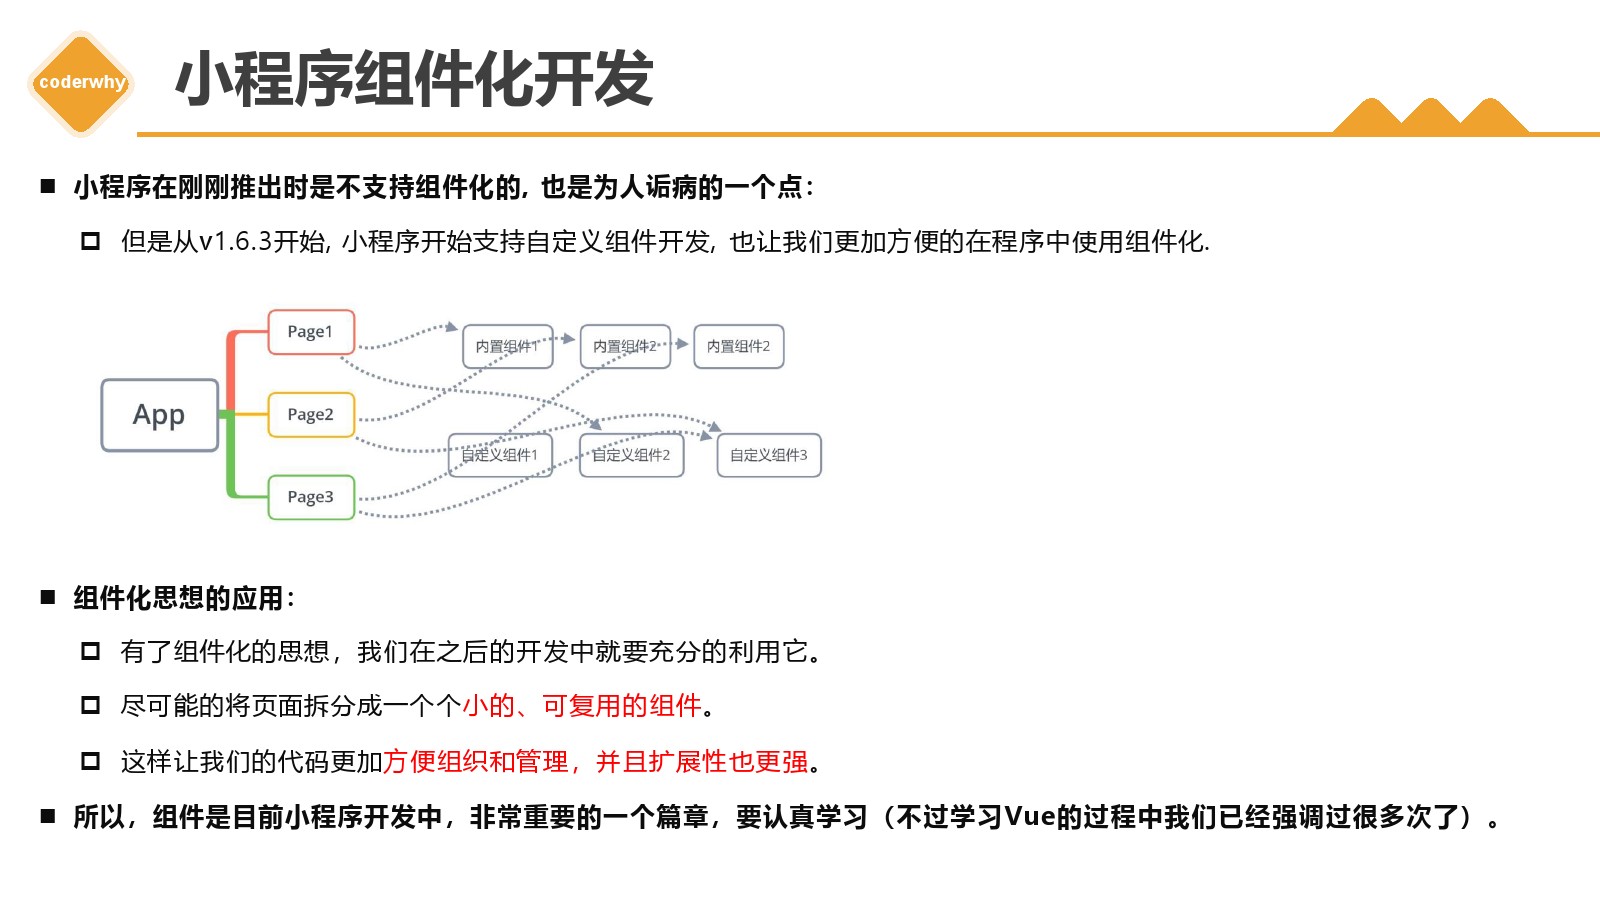 coderwhy
小程序组件化开发
小程序在刚刚推出时是不支持组件化的, 也是为人诟病的一个点：
但是从v1.6.3开始, 小程序开始支持自定义组件开发, 也让我们更加方便的在程序中使用组件化.
Page1
内置组件1 内置组件2 内置组件2
App
Page2
自定义组件1 自定义组件2 自定义组件3
Page3
组件化思想的应用：
有了组件化的思想，我们在之后的开发中就要充分的利用它。
尽可能的将页面拆分成一个个小的、可复用的组件。
这样让我们的代码更加方便组织和管理，并且扩展性也更强。
所以，组件是目前小程序开发中，非常重要的一个篇章，要认真学习（不过学习Vue的过程中我们已经强调过很多次了）。